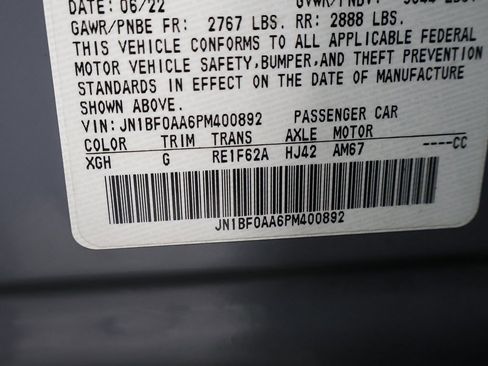 DATE: 06/22
GAWR/PNBE FR: 2767 LBS. RR: 2888 LBS.
THIS VEHICLE CONFORMS TO ALL APPLICABLE FEDERAL
MOTOR VEHICLE SAFETY, BUMPER, AND THEFT PREVENTION
STANDARDS IN EFFECT ON THE DATE OF MANUFACTURE
SHOWN ABOVE.
VIN: JN1BF0AA6PM400892 PASSENGER CAR
COLOR TRIM TRANS AXLE MOTOR
XGH G RE1F62A HJ42 AM67 ----CC
JN1BF0AA6PM400892